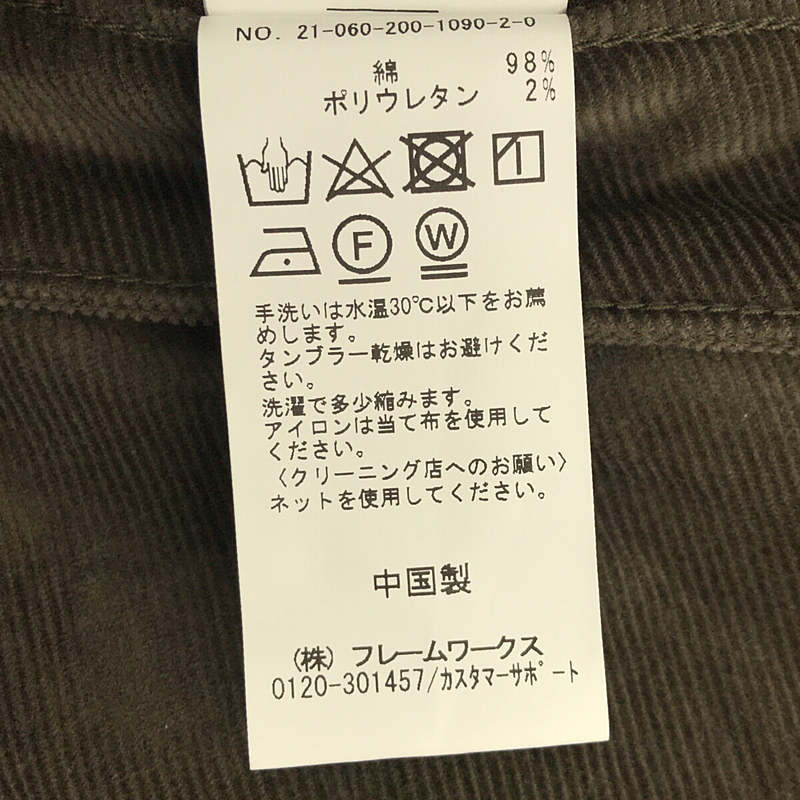 NO. 21-060-200-1090-2-0
綿 98%
ポリウレタン 2%
F W
手洗いは水温30℃以下をお薦
めします。
タンブラー乾燥はお避けくだ
さい。
洗濯で多少縮みます。
アイロンは当て布を使用して
ください。
〈クリーニング店へのお願い〉
ネットを使用してください。
中国製
(株) フレームワークス
0120-301457/カスタマーサポート